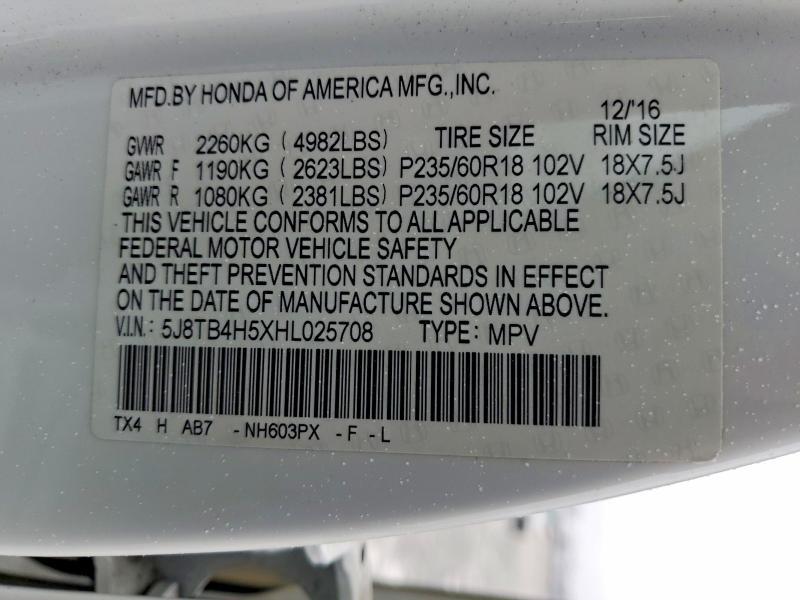 MFD.BY HONDA OF AMERICA MFG.,INC.
12/'16
GVWR 2260KG (4982LBS) TIRE SIZE RIM SIZE
GAWR F 1190KG (2623LBS) P235/60R18 102V 18X7.5J
GAWR R 1080KG (2381LBS) P235/60R18 102V 18X7.5J
THIS VEHICLE CONFORMS TO ALL APPLICABLE
FEDERAL MOTOR VEHICLE SAFETY
AND THEFT PREVENTION STANDARDS IN EFFECT
ON THE DATE OF MANUFACTURE SHOWN ABOVE.
V.I.N.: 5J8TB4H5XHL025708 TYPE: MPV
TX4 H AB7 -NH603PX -F -L